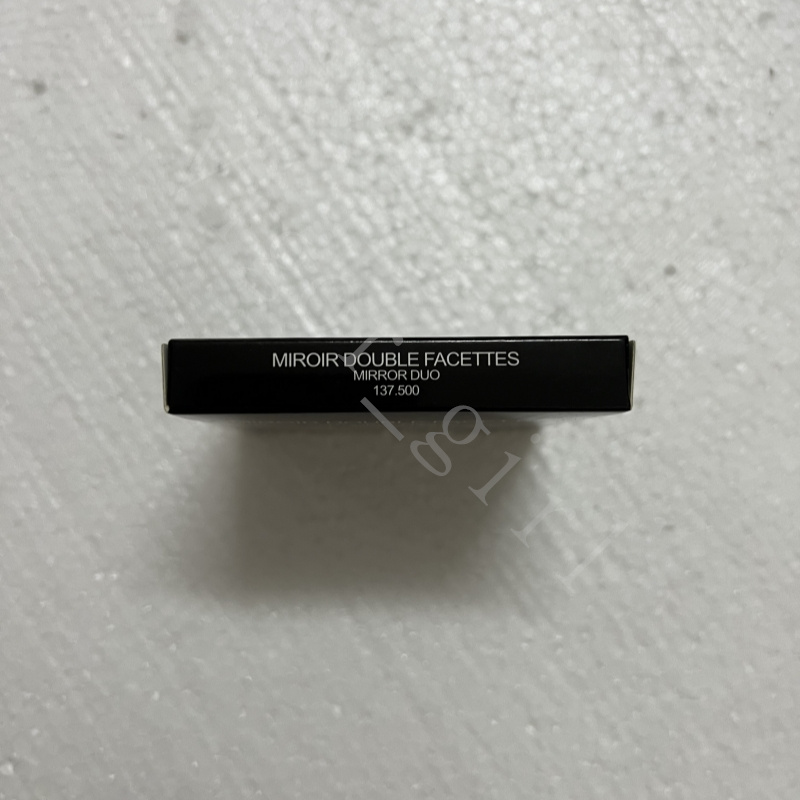 MIROIR DOUBLE FACETTES
MIRROR DUO
137.500